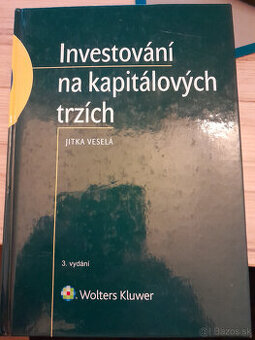 Investování
na kapitálových
trzích
JITKA VESELÁ
3. vydání
Wolters Kluwer
Bazos.sk